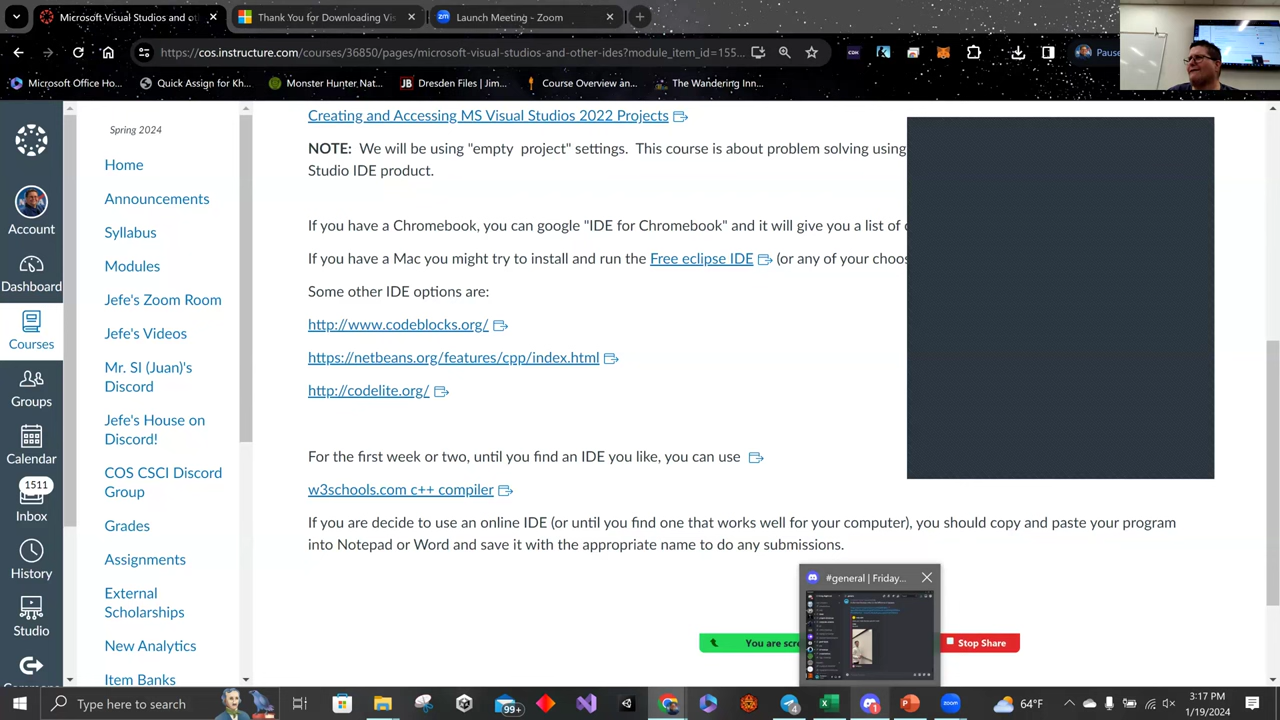 Microsoft Visual Studios and ot
Thank You for Downloading Vis
Launch Meeting - Zoom
https://cos.instructure.com/courses/36850/pages/microsoft-visual
other-ides?module_item_id=155...
Pause
Microsoft Office Ho...
Quick Assign for Kh...
Monster Hunter, Nat...
Dresden Files | Jim...
Course Overview an...
The Wandering Inn...
Account
Dashboard
Courses
Groups
Calendar
1511
Inbox
History
Studio
Spring 2024
Home
Announcements
Syllabus
Modules
Jefe's Zoom Room
Jefe's Videos
Mr. SI (Juan)'s
Discord
Jefe's House on
Discord!
COS CSCI Discord
Group
Grades
Assignments
External
Scholorships
New Analytics
Item Banks
Creating and Accessing MS Visual Studios 2022 Projects
NOTE: We will be using "empty project" settings. This course is about problem solving using
Studio IDE product.
If you have a Chromebook, you can google "IDE for Chromebook" and it will give you a list of
If you have a Mac you might try to install and run the Free eclipse IDE (or any of your choos
Some other IDE options are:
http://www.codeblocks.org/
https://netbeans.org/features/cpp/index.html
http://codelite.org/
For the first week or two, until you find an IDE you like, you can use
w3schools.com c++ compiler
If you are decide to use an online IDE (or until you find one that works well for your computer), you should copy and paste your program
into Notepad or Word and save it with the appropriate name to do any submissions.
#general | Friday...
You are scre
Stop Share
Type here to search
99+
64°F
3:17 PM
1/19/2024